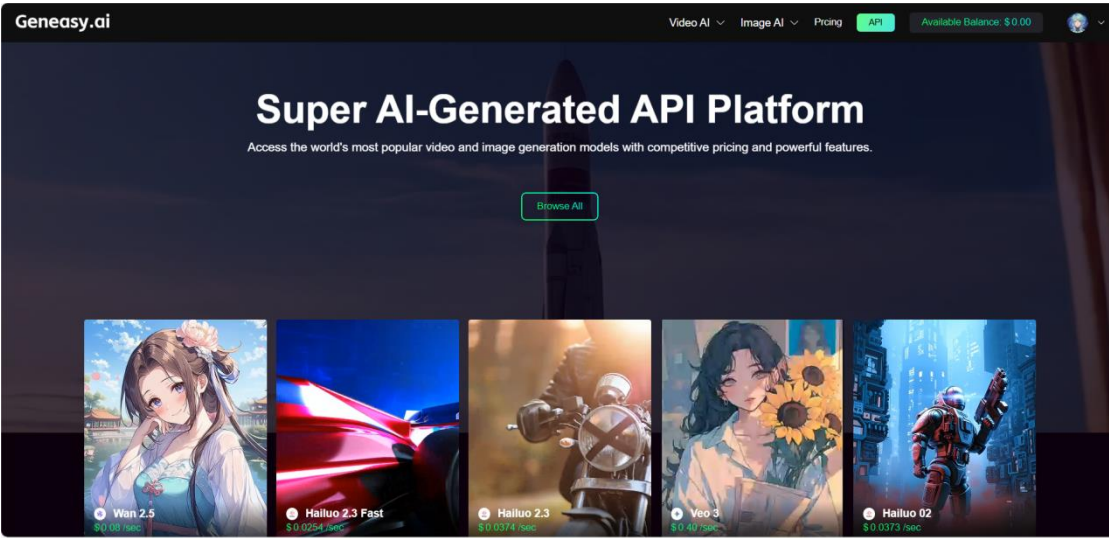 Geneasy.ai
Video AI
Image AI
Pricing
API
Available Balance: $0.00
Super AI-Generated API Platform
Access the world's most popular video and image generation models with competitive pricing and powerful features.
Browse All
Wan 2.5
$0.08 /sec
Hailuo 2.3 Fast
$0.0254 /sec
Hailuo 2.3
$0.0374 /sec
Veo 3
$0.40 /sec
Hailuo 02
$0.0373 /sec